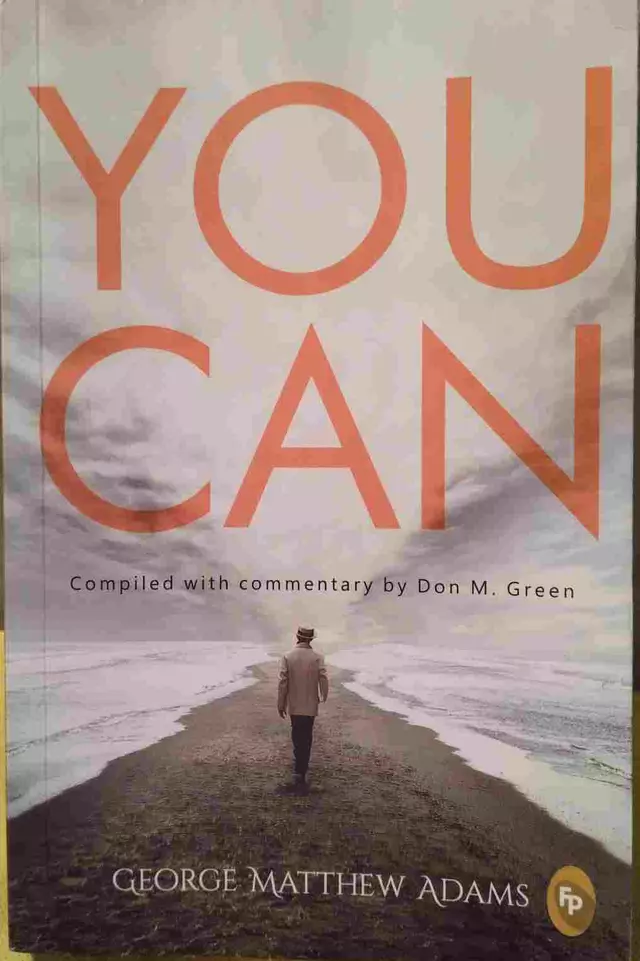 YOU
CAN
Compiled with commentary by Don M. Green
GEORGE MATTHEW ADAMS
FP